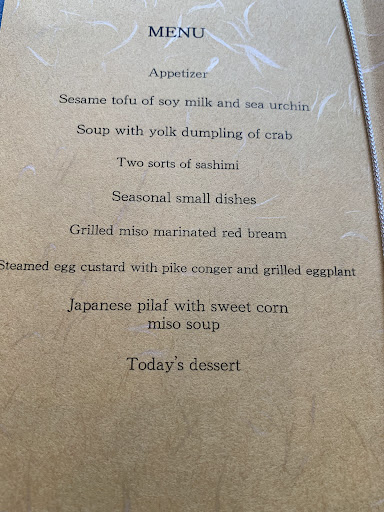 MENU
Appetizer
Sesame tofu of soy milk and sea urchin
Soup with yolk dumpling of crab
Two sorts of sashimi
Seasonal small dishes
Grilled miso marinated red bream
Steamed egg custard with pike conger and grilled eggplant
Japanese pilaf with sweet corn
miso soup
Today's dessert